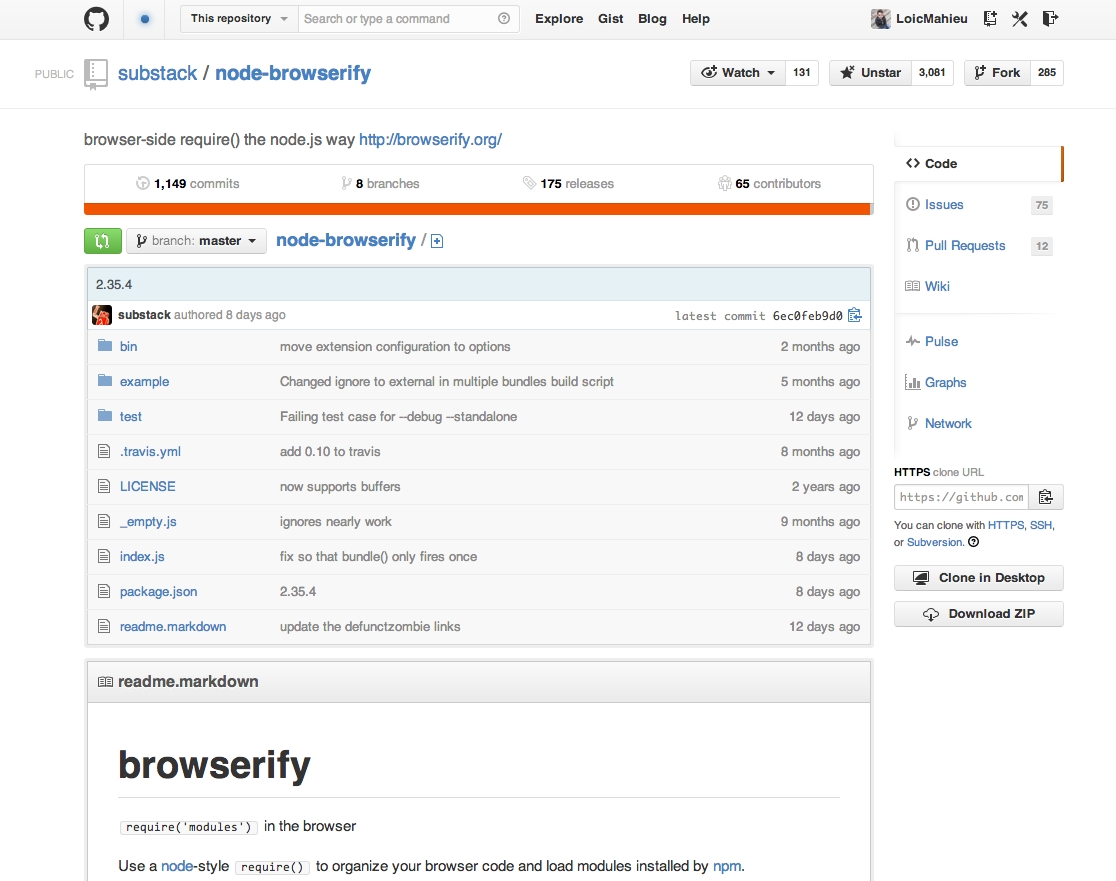 This repository Search or type a command Explore Gist Blog Help LoicMahieu
PUBLIC substack / node-browserify Watch 131 Unstar 3,081 Fork 285
browser-side require() the node.js way http://browserify.org/
1,149 commits 8 branches 175 releases 65 contributors
branch: master node-browserify /
2.35.4
substack authored 8 days ago latest commit 6ec0feb9d0
bin move extension configuration to options 2 months ago
example Changed ignore to external in multiple bundles build script 5 months ago
test Failing test case for --debug --standalone 12 days ago
.travis.yml add 0.10 to travis 8 months ago
LICENSE now supports buffers 2 years ago
_empty.js ignores nearly work 9 months ago
index.js fix so that bundle() only fires once 8 days ago
package.json 2.35.4 8 days ago
readme.markdown update the defunctzombie links 12 days ago
readme.markdown
browserify
require('modules') in the browser
Use a node-style require() to organize your browser code and load modules installed by npm.
Code
Issues 75
Pull Requests 12
Wiki
Pulse
Graphs
Network
HTTPS clone URL
https://github.com
You can clone with HTTPS, SSH,
or Subversion.
Clone in Desktop
Download ZIP